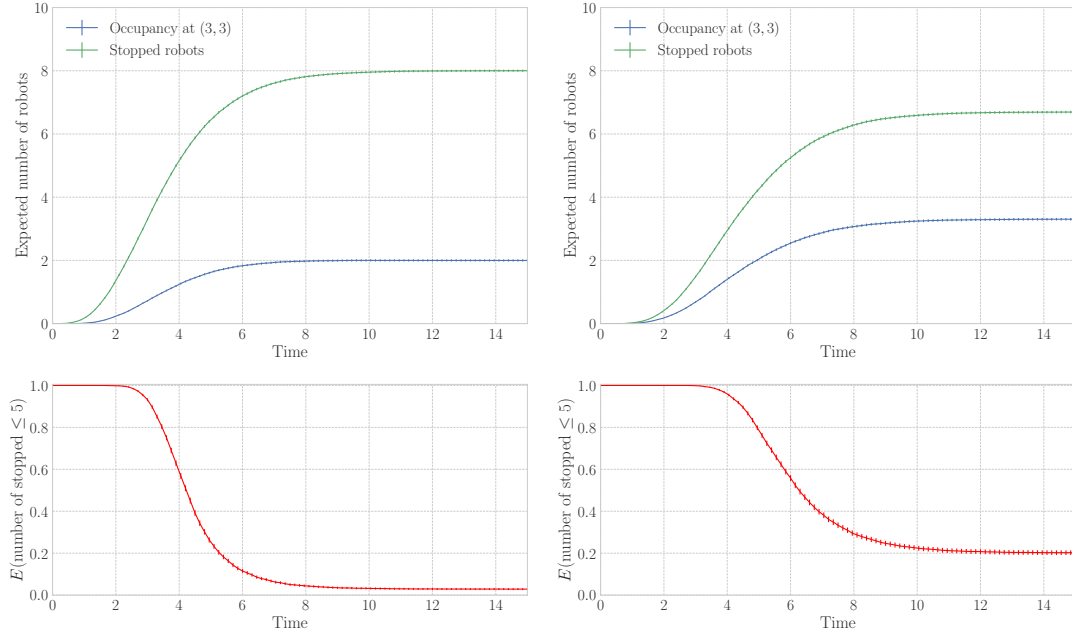 Occupancy at (3, 3)
Stopped robots
Expected number of robots
0
2
4
6
8
10
0 2 4 6 8 10 12 14
Time
Occupancy at (3, 3)
Stopped robots
Expected number of robots
0
2
4
6
8
10
0 2 4 6 8 10 12 14
Time
E(number of stopped ≤ 5)
1.0
0.8
0.6
0.4
0.2
0.0
0 2 4 6 8 10 12 14
Time
E(number of stopped ≤ 5)
1.0
0.8
0.6
0.4
0.2
0.0
0 2 4 6 8 10 12 14
Time